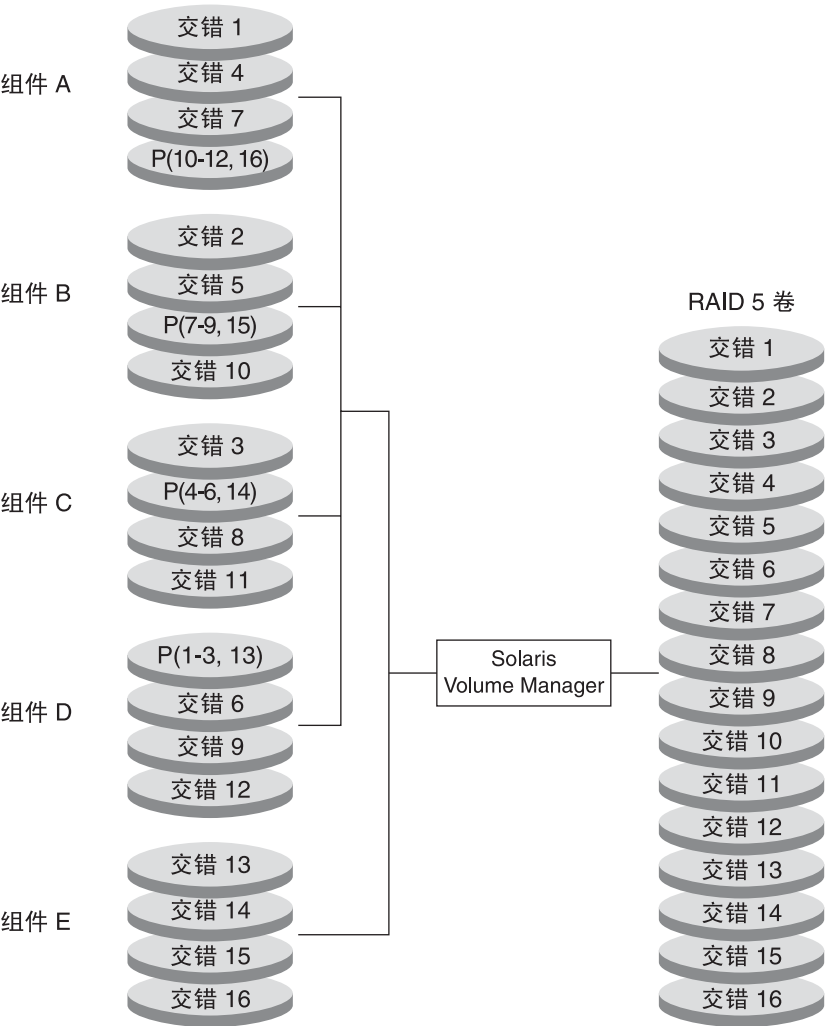 组件 A
交错 1
交错 4
交错 7
P(10-12, 16)
组件 B
交错 2
交错 5
P(7-9, 15)
交错 10
组件 C
交错 3
P(4-6, 14)
交错 8
交错 11
组件 D
P(1-3, 13)
交错 6
交错 9
交错 12
组件 E
交错 13
交错 14
交错 15
交错 16
Solaris
Volume Manager
RAID 5 卷
交错 1
交错 2
交错 3
交错 4
交错 5
交错 6
交错 7
交错 8
交错 9
交错 10
交错 11
交错 12
交错 13
交错 14
交错 15
交错 16